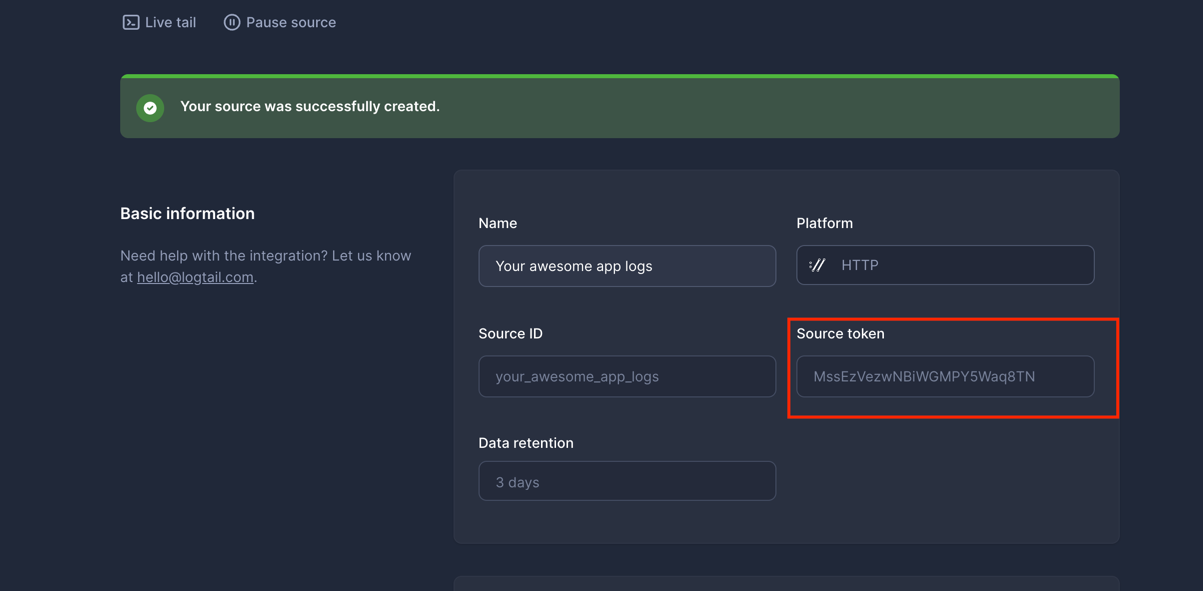 Live tail
Pause source
Your source was successfully created.
Basic information
Need help with the integration? Let us know
at hello@logtail.com.
Name
Your awesome app logs
Platform
HTTP
Source ID
your_awesome_app_logs
Source token
MssEzVezwNBiWGMPY5Waq8TN
Data retention
3 days